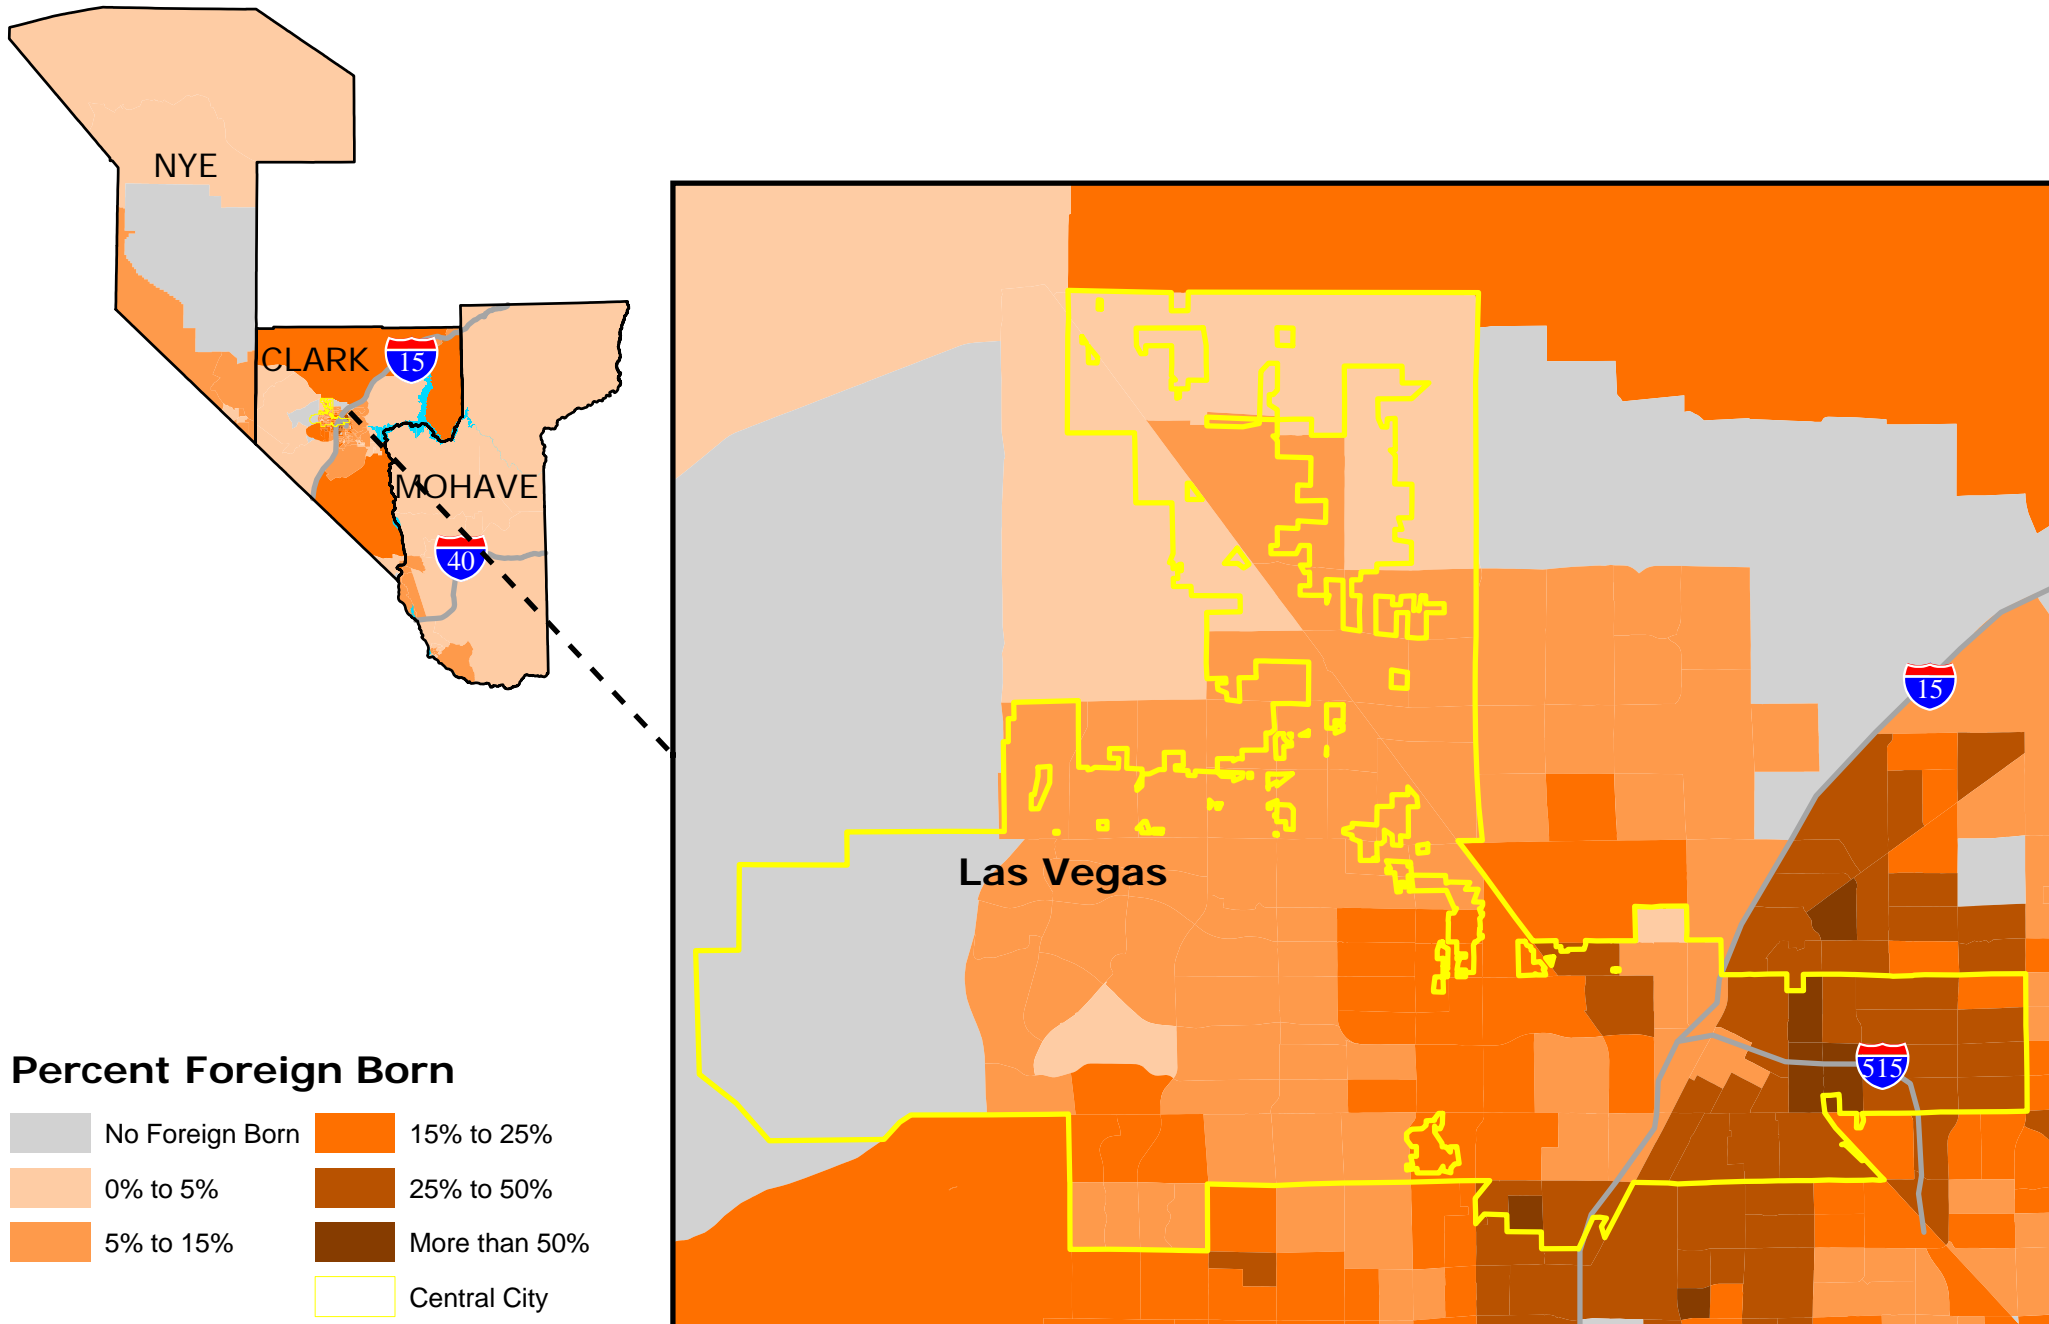 NYE
CLARK
15
MOHAVE
40
15
Las Vegas
515
Percent Foreign Born
No Foreign Born
0% to 5%
5% to 15%
15% to 25%
25% to 50%
More than 50%
Central City